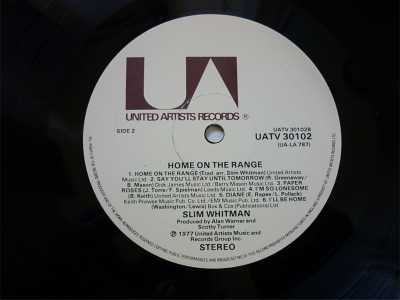 UA
UNITED ARTISTS RECORDS ®
SIDE 2
UATV 30102B
UATV 30102
(UA-LA 787)
HOME ON THE RANGE
1. HOME ON THE RANGE (Trad. arr. Slim Whitman) United Artists
Music Ltd. 2. SAY YOU'LL STAY UNTIL TOMORROW (R. Greenaway/
B. Mason) Dick James Music Ltd./Barry Mason Music Ltd. 3. PAPER
ROSES (J. Torre/F. Spielman) Leeds Music Ltd. 4. I'M SO LONESOME
(B. Keith) Ltd. 5. DIANE (E. Rapee/L. Pollack)
Keith Prowse Music Pub. Co. Ltd./EMI Music Pub. Ltd. 6. I'LL BE HOME
(Washington/Lewis) Box & Cox (Publications) Ltd
SLIM WHITMAN
Produced by Alan Warner and
Scotty Turner
℗ 1977 United Artists Music and
Records Group Inc.
STEREO